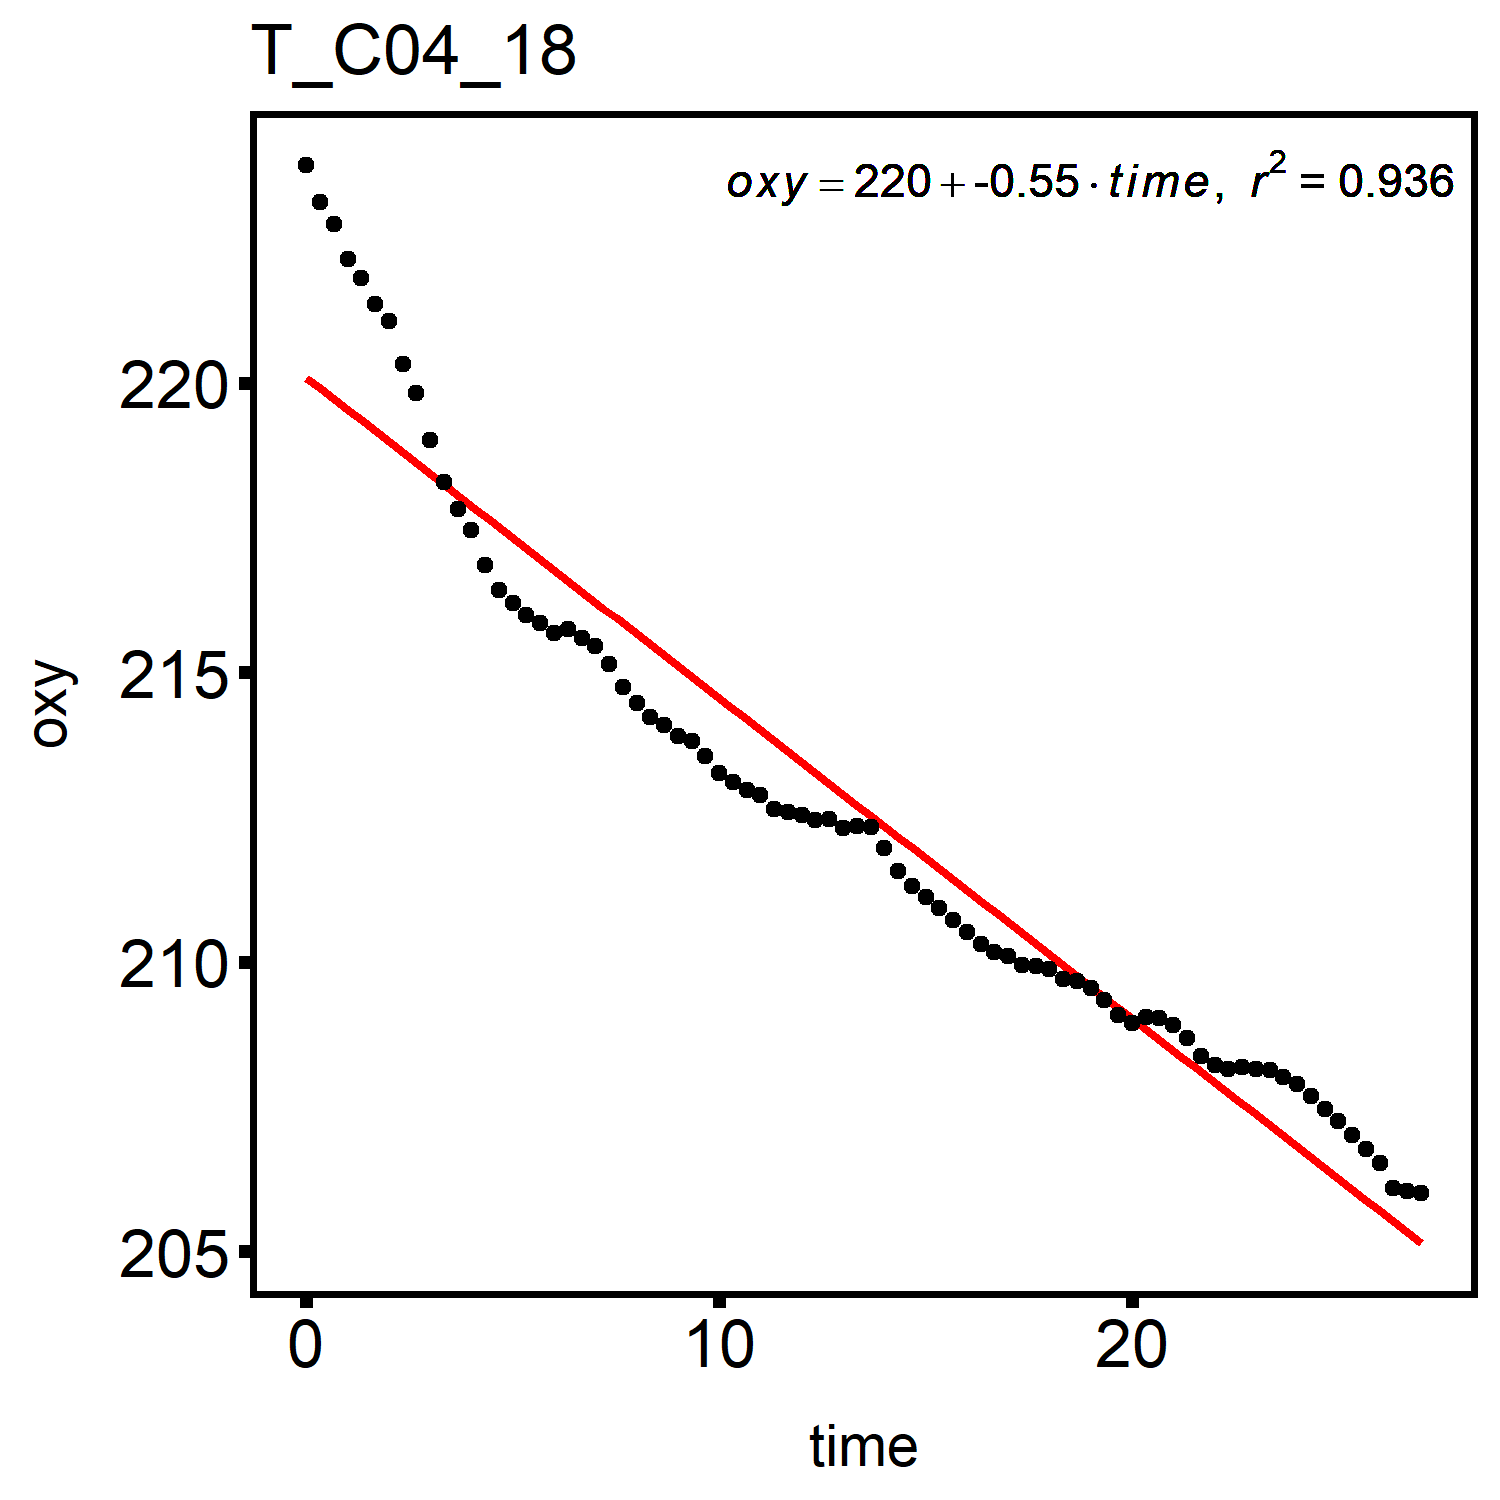 T_C04_18
oxy = 220 + -0.55 · time, r² = 0.936
220
215
210
205
oxy
0 10 20
time